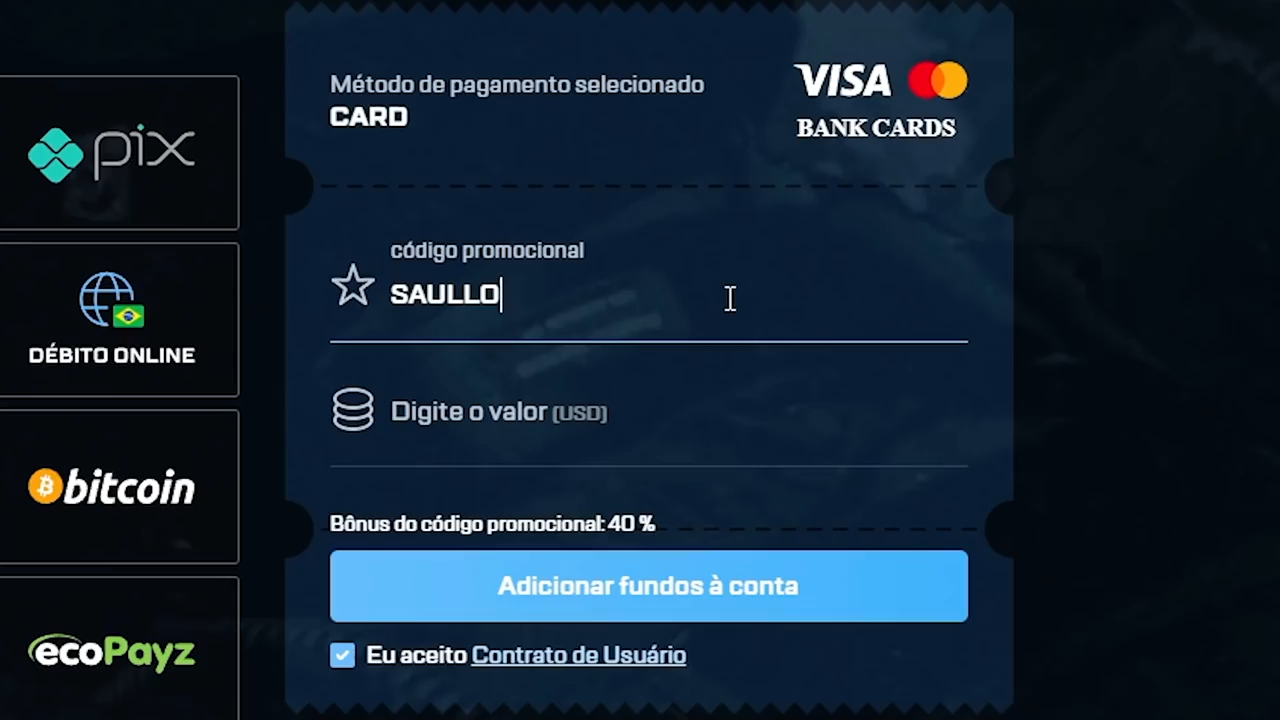 pix
DÉBITO ONLINE
bitcoin
ecoPayz
Método de pagamento selecionado
CARD
VISA
BANK CARDS
código promocional
SAULLO
Digite o valor (USD)
Bônus do código promocional: 40 %
Adicionar fundos à conta
Eu aceito Contrato de Usuário